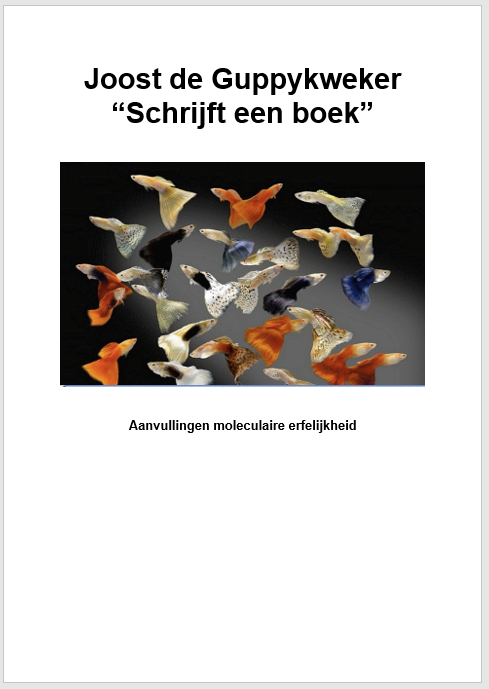 Joost de Guppykweker
“Schrijft een boek”
Aanvullingen moleculaire erfelijkheid